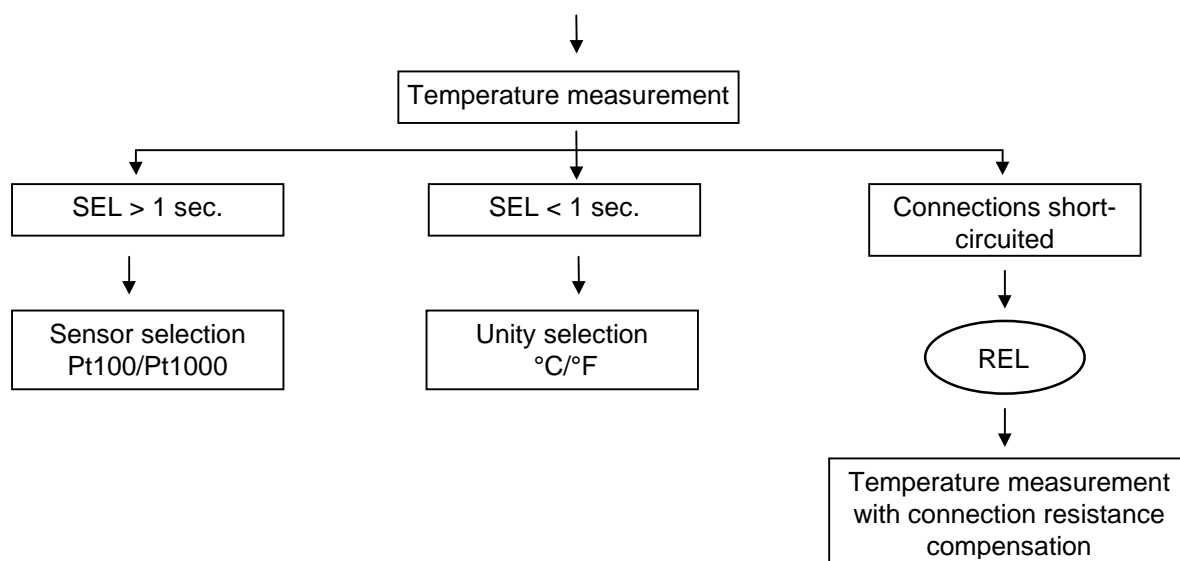 Temperature measurement
SEL > 1 sec.
SEL < 1 sec.
Connections short-
circuited
Sensor selection
Pt100/Pt1000
Unity selection
°C/°F
REL
Temperature measurement
with connection resistance
compensation